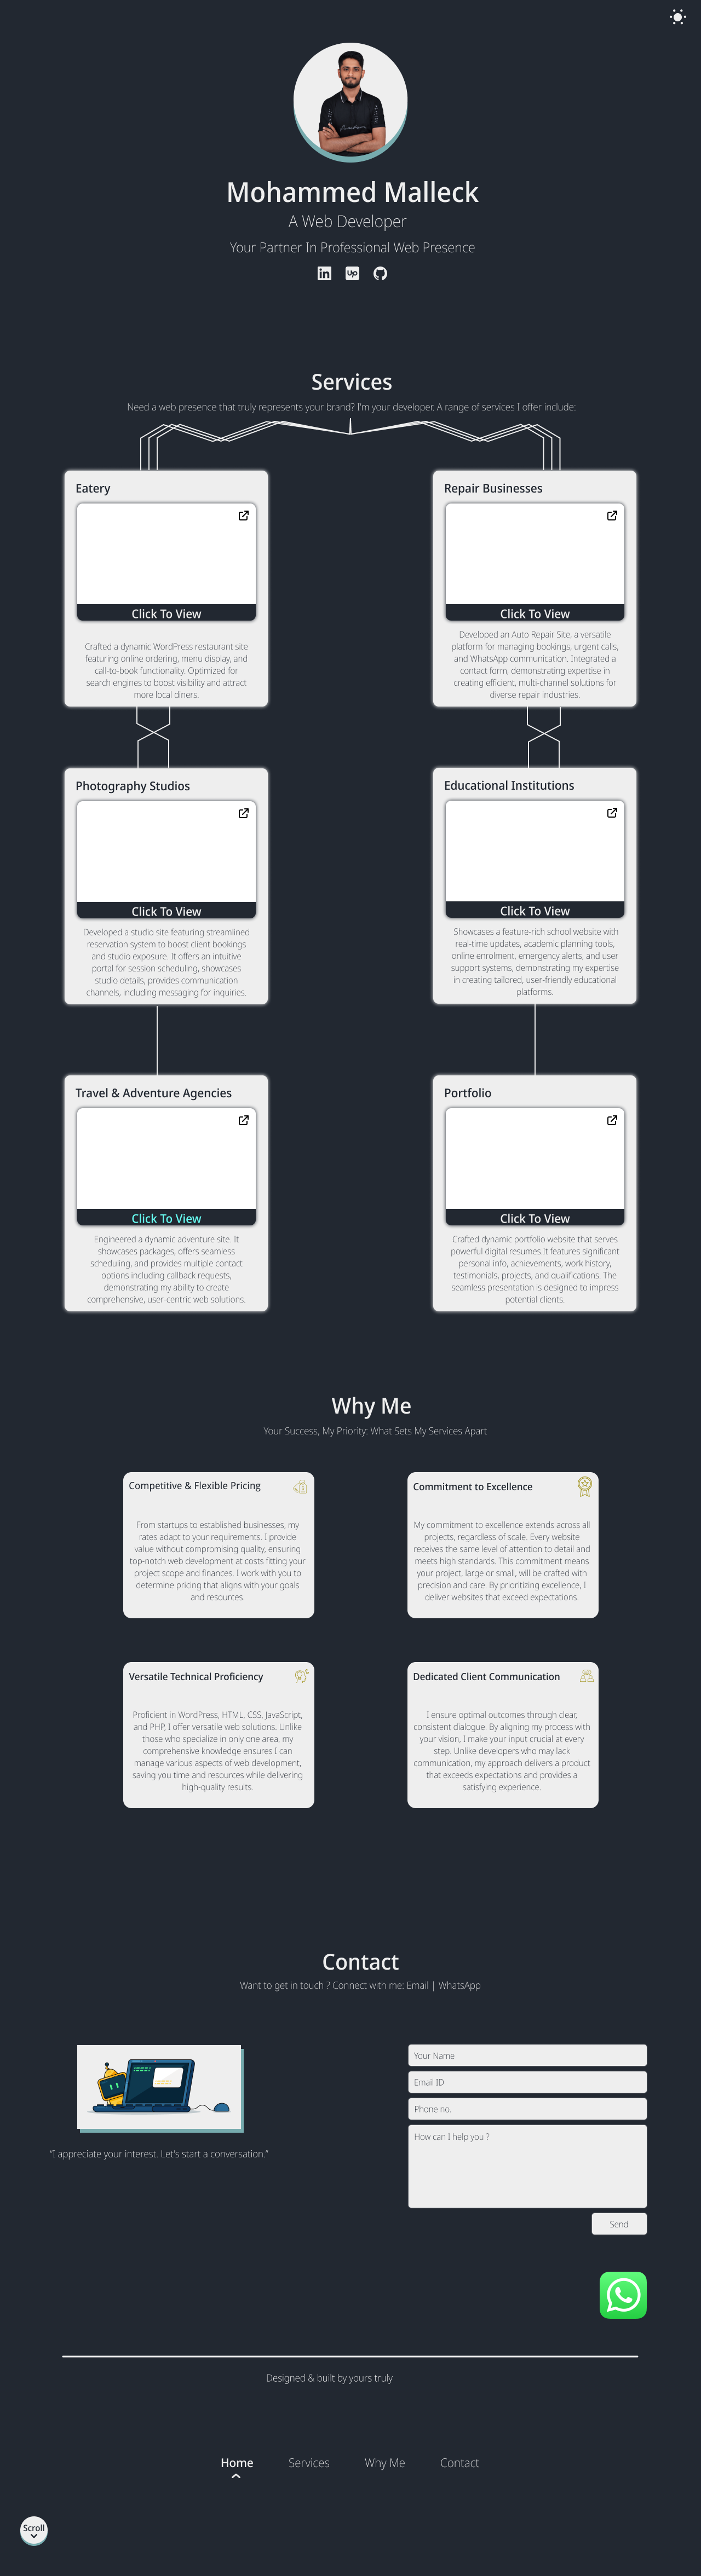 Mohammed Malleck
A Web Developer
Your Partner In Professional Web Presence
in
up
Services
Need a web presence that truly represents your brand? I'm your developer. A range of services I offer include:
Eatery
Click To View
Crafted a dynamic WordPress restaurant site
featuring online ordering, menu display, and
call-to-book functionality. Optimized for
search engines to boost visibility and attract
more local diners.
Repair Businesses
Click To View
Developed an Auto Repair Site, a versatile
platform for managing bookings, urgent calls,
and WhatsApp communication. Integrated a
contact form, demonstrating expertise in
creating efficient, multi-channel solutions for
diverse repair industries.
Photography Studios
Click To View
Developed a studio site featuring streamlined
reservation system to boost client bookings
and studio exposure. It offers an intuitive
portal for session scheduling, showcases
studio details, provides communication
channels, including messaging for inquiries.
Educational Institutions
Click To View
Showcases a feature-rich school website with
real-time updates, academic planning tools,
online enrolment, emergency alerts, and user
support systems, demonstrating my expertise
in creating tailored, user-friendly educational
platforms.
Travel & Adventure Agencies
Click To View
Engineered a dynamic adventure site. It
showcases packages, offers seamless
scheduling, and provides multiple contact
options including callback requests,
demonstrating my ability to create
comprehensive, user-centric web solutions.
Portfolio
Click To View
Crafted dynamic portfolio website that serves
powerful digital resumes.It features significant
personal info, achievements, work history,
testimonials, projects, and qualifications. The
seamless presentation is designed to impress
potential clients.
Why Me
Your Success, My Priority: What Sets My Services Apart
Competitive & Flexible Pricing
From startups to established businesses, my
rates adapt to your requirements. I provide
value without compromising quality, ensuring
top-notch web development at costs fitting your
project scope and finances. I work with you to
determine pricing that aligns with your goals
and resources.
Commitment to Excellence
My commitment to excellence extends across all
projects, regardless of scale. Every website
receives the same level of attention to detail and
meets high standards. This commitment means
your project, large or small, will be crafted with
precision and care. By prioritizing excellence, I
deliver websites that exceed expectations.
Versatile Technical Proficiency
Proficient in WordPress, HTML, CSS, JavaScript,
and PHP, I offer versatile web solutions. Unlike
those who specialize in only one area, my
comprehensive knowledge ensures I can
manage various aspects of web development,
saving you time and resources while delivering
high-quality results.
Dedicated Client Communication
I ensure optimal outcomes through clear,
consistent dialogue. By aligning my process with
your vision, I make your input crucial at every
step. Unlike developers who may lack
communication, my approach delivers a product
that exceeds expectations and provides a
satisfying experience.
Contact
Want to get in touch ? Connect with me: Email | WhatsApp
"I appreciate your interest. Let's start a conversation."
Your Name
Email ID
Phone no.
How can I help you ?
Send
Designed & built by yours truly
Home
Services
Why Me
Contact
Scroll